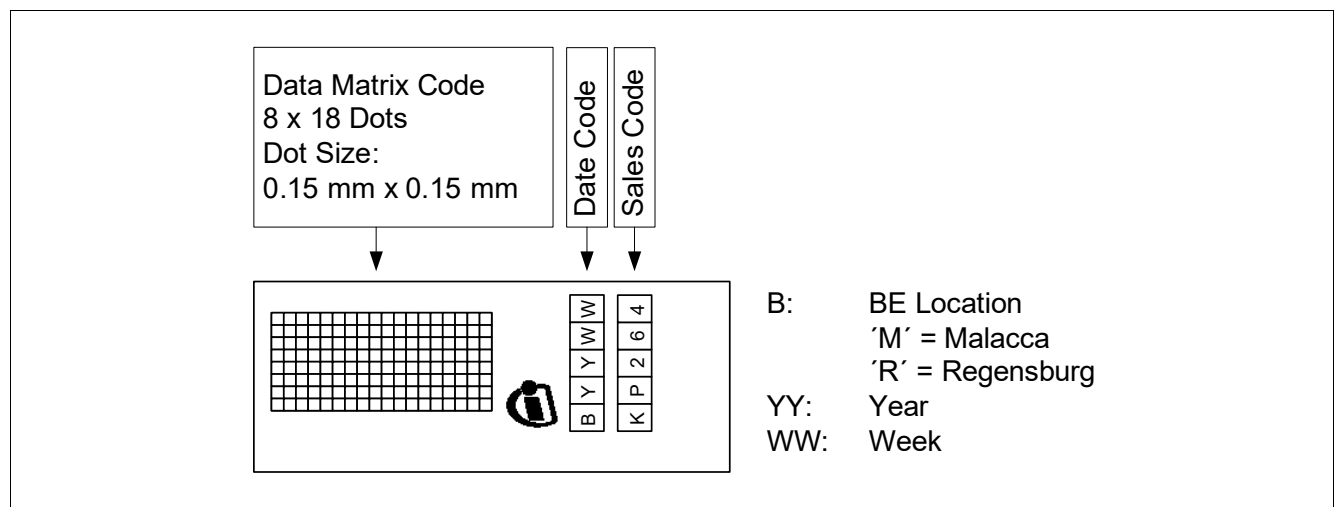 Data Matrix Code
8 x 18 Dots
Dot Size:
0.15 mm x 0.15 mm
Date Code
Sales Code
BYYWW
KP264
B: BE Location
´M´ = Malacca
´R´ = Regensburg
YY: Year
WW: Week